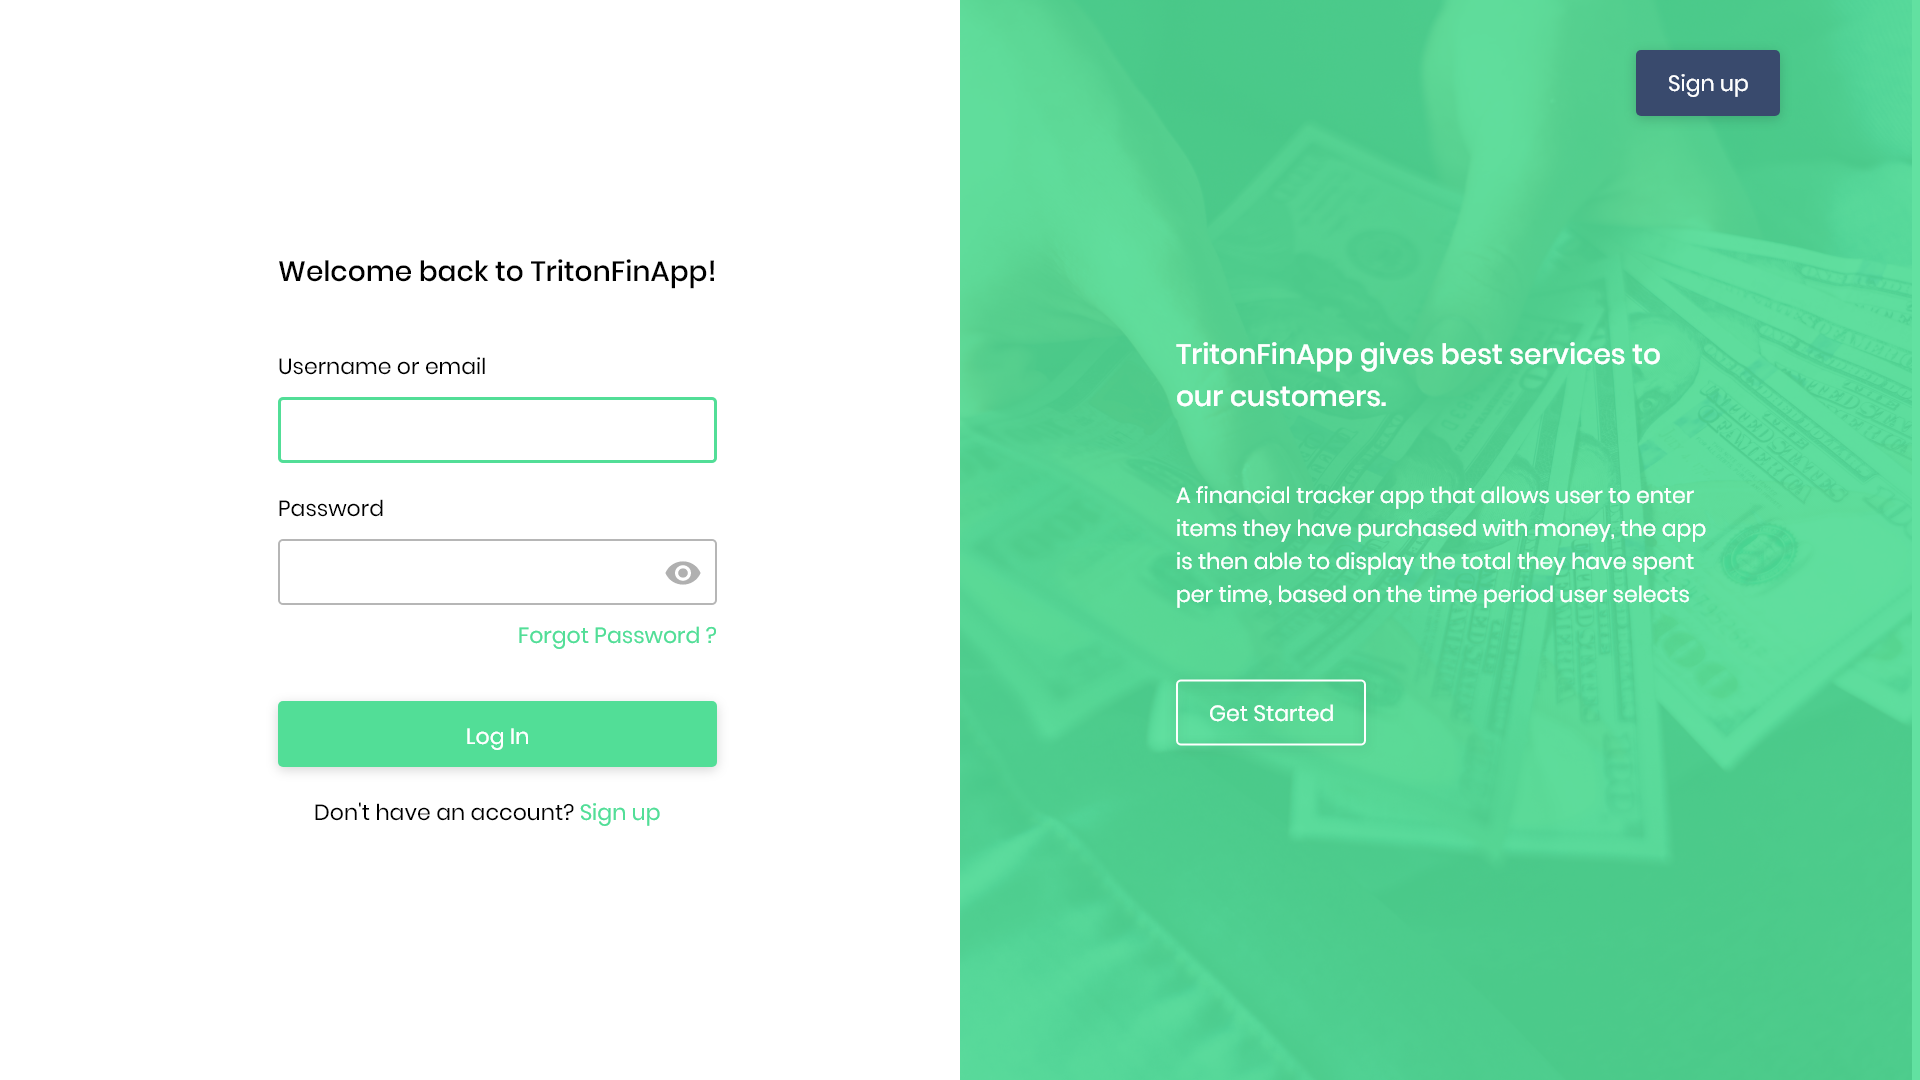 Sign up
Welcome back to TritonFinApp!
Username or email
Password
Forgot Password ?
Log In
Don't have an account? Sign up
TritonFinApp gives best services to
our customers.
A financial tracker app that allows user to enter
items they have purchased with money, the app
is then able to display the total they have spent
per time, based on the time period user selects
Get Started